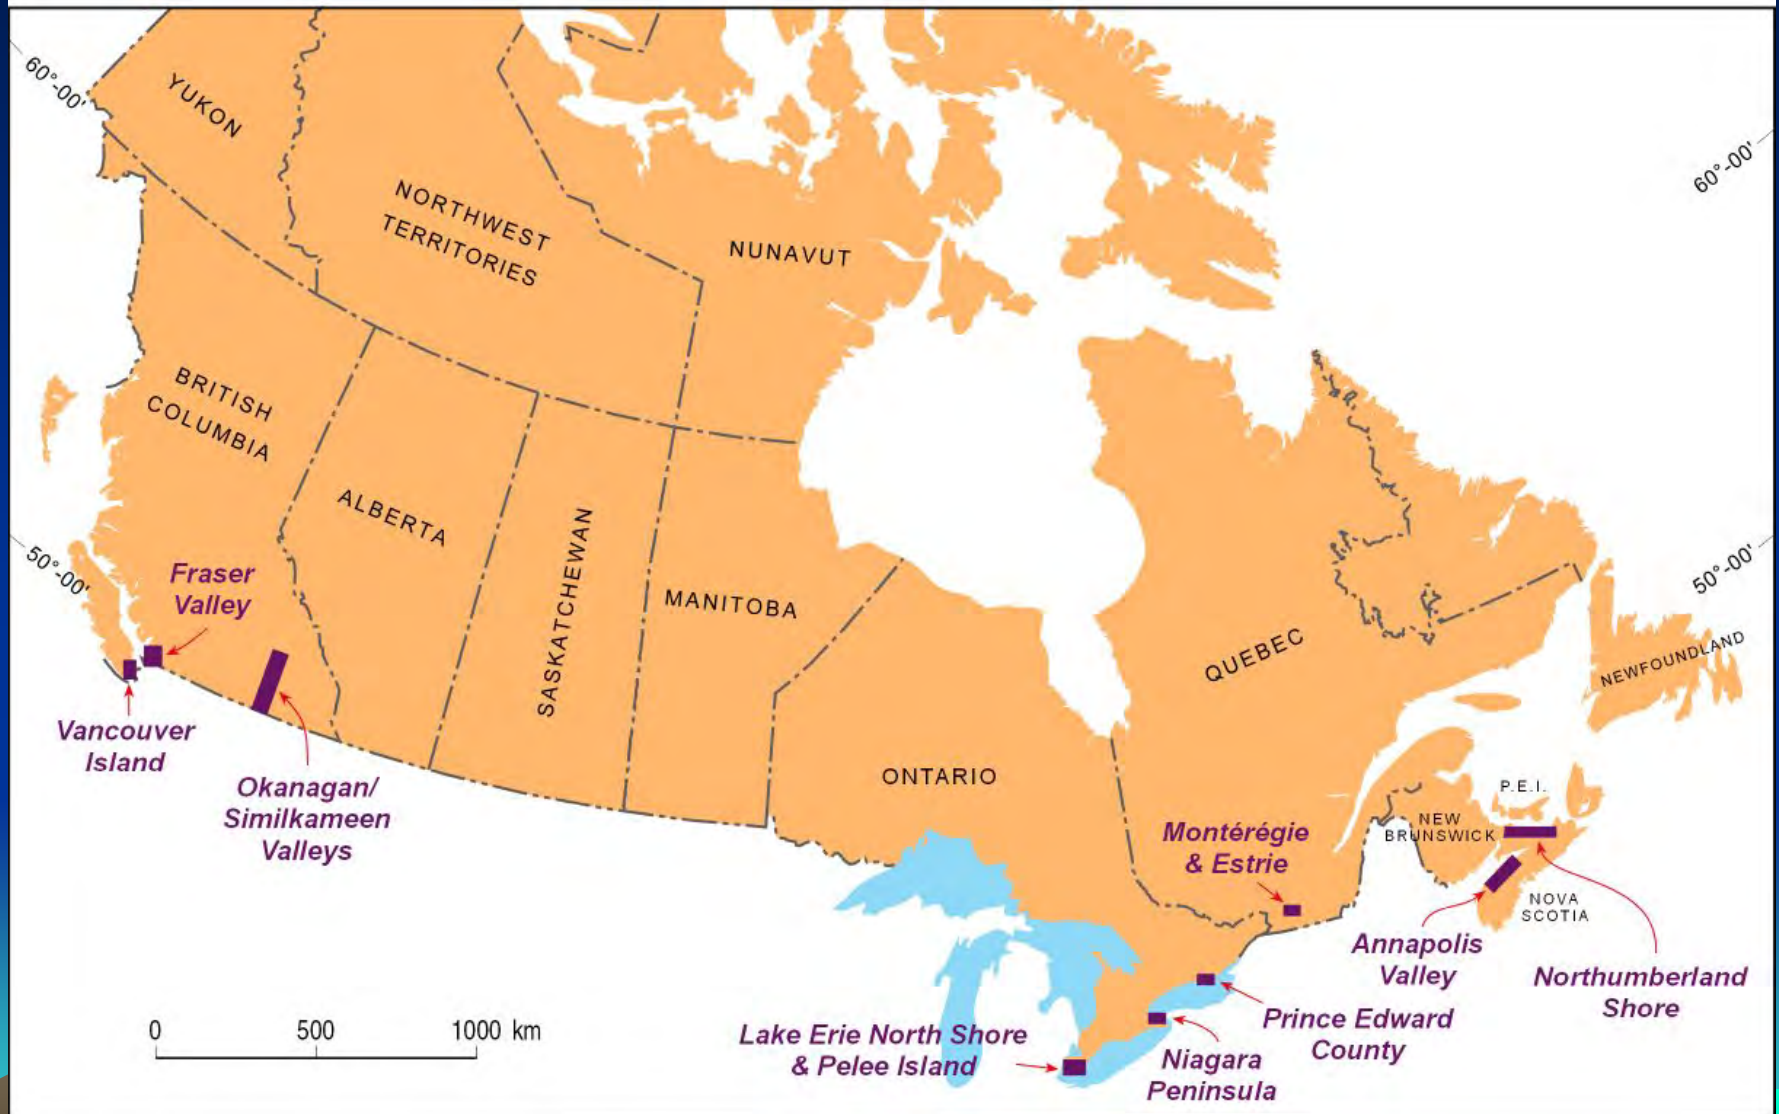 60°-00'
YUKON
60°-00'
NORTHWEST
TERRITORIES
NUNAVUT
BRITISH
COLUMBIA
ALBERTA
SASKATCHEWAN
MANITOBA
50°-00'
50°-00'
Fraser
Valley
QUEBEC
NEWFOUNDLAND
Vancouver
Island
Okanagan/
Similkameen
Valleys
ONTARIO
P.E.I.
NEW
BRUNSWICK
Montérégie
& Estrie
NOVA
SCOTIA
Annapolis
Valley
Northumberland
Shore
Prince Edward
County
Lake Erie North Shore
& Pelee Island
Niagara
Peninsula
0 500 1000 km